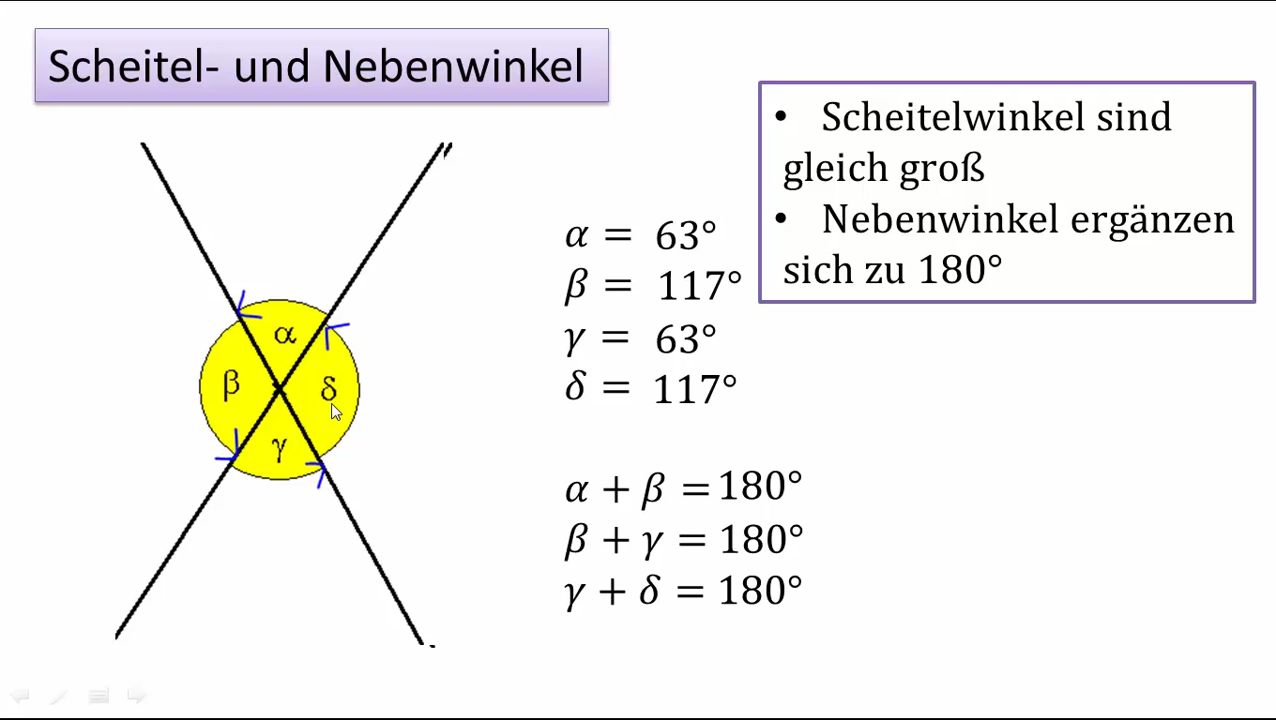 Scheitel- und Nebenwinkel
• Scheitelwinkel sind
gleich groß
• Nebenwinkel ergänzen
sich zu 180°
α = 63°
β = 117°
γ = 63°
δ = 117°
α + β = 180°
β + γ = 180°
γ + δ = 180°
α
β
δ
γ